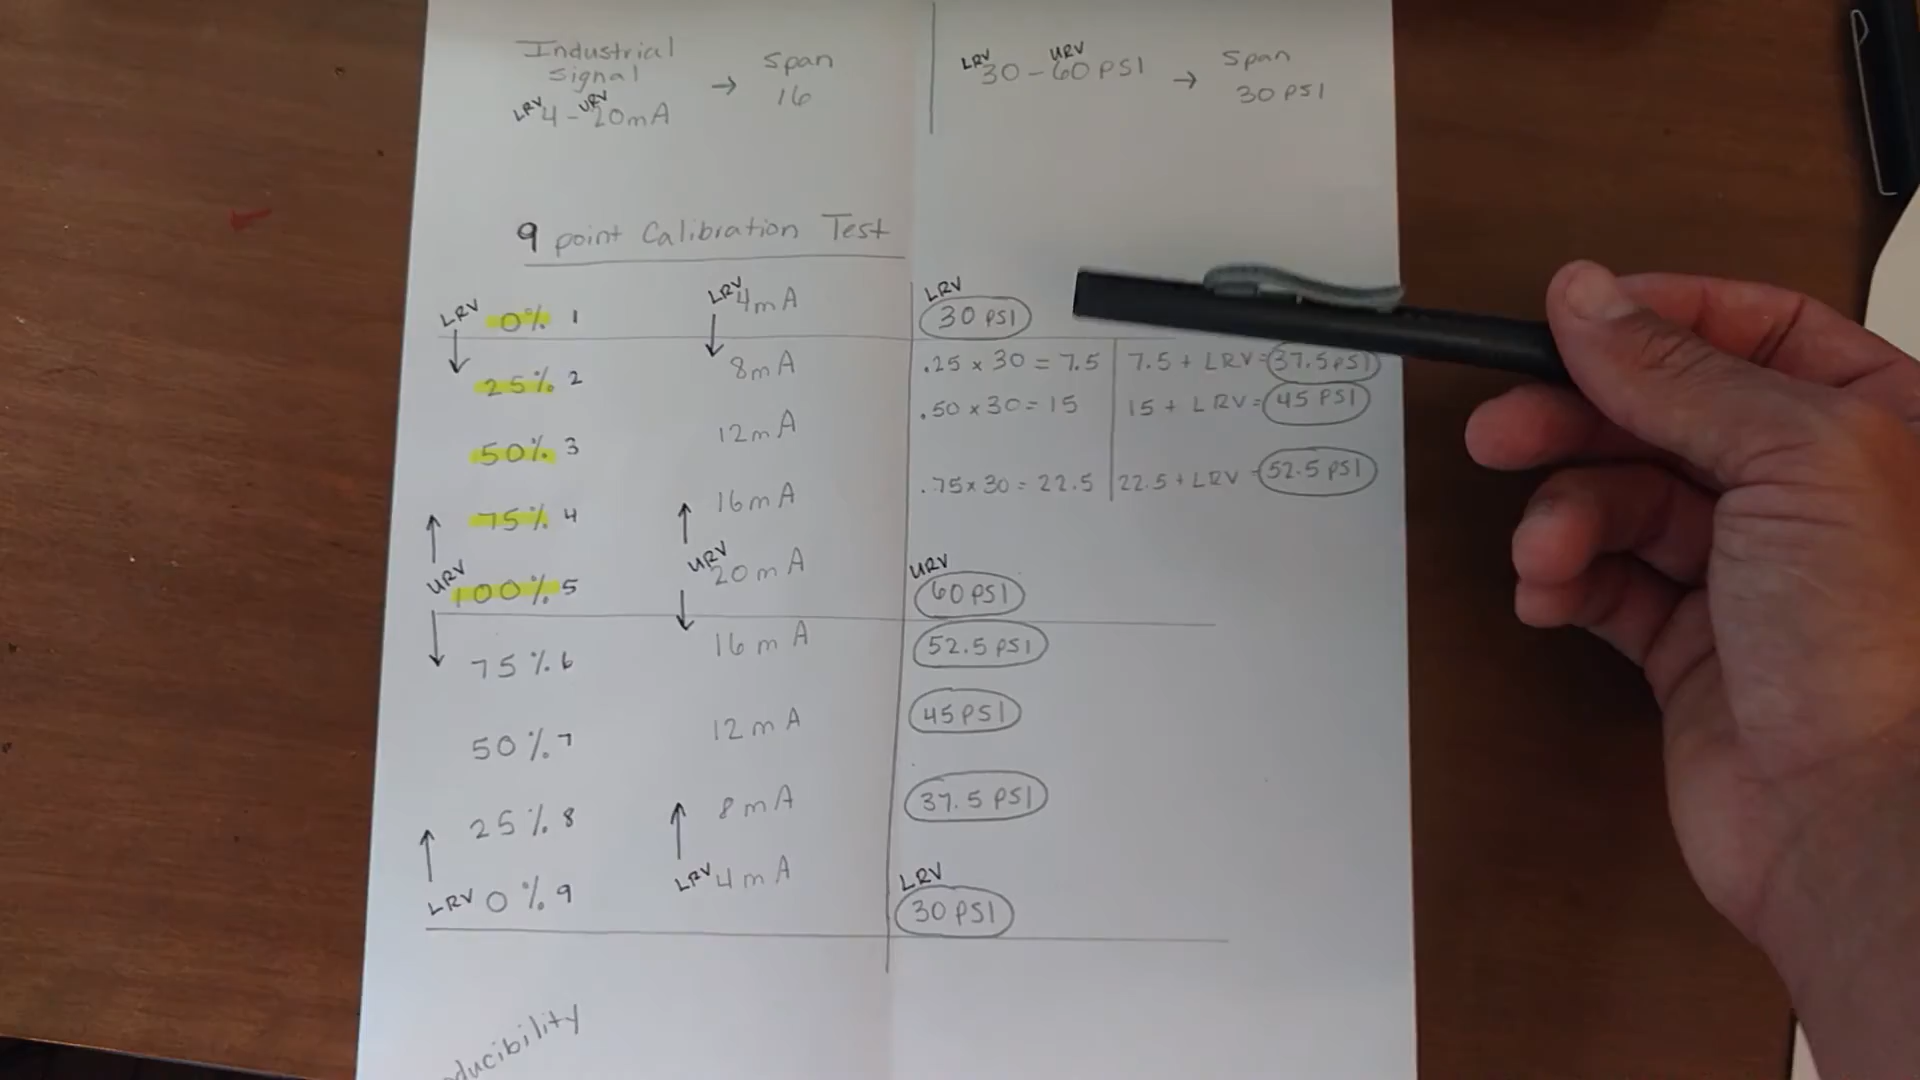 Industrial
signal
LRV 4 - URV 20mA
→ Span
16
LRV 30 - URV 60 PSI → Span
30 PSI
9 point Calibration Test
LRV 0% 1 LRV 4mA LRV 30 PSI
25% 2 8mA .25 x 30 = 7.5 7.5 + LRV = 37.5 PSI
50% 3 12mA .50 x 30 = 15 15 + LRV = 45 PSI
75% 4 16mA .75 x 30 = 22.5 22.5 + LRV = 52.5 PSI
URV 100% 5 URV 20mA URV 60 PSI
75% 6 16mA 52.5 PSI
50% 7 12mA 45 PSI
25% 8 8mA 37.5 PSI
LRV 0% 9 LRV 4mA LRV 30 PSI
ducibility